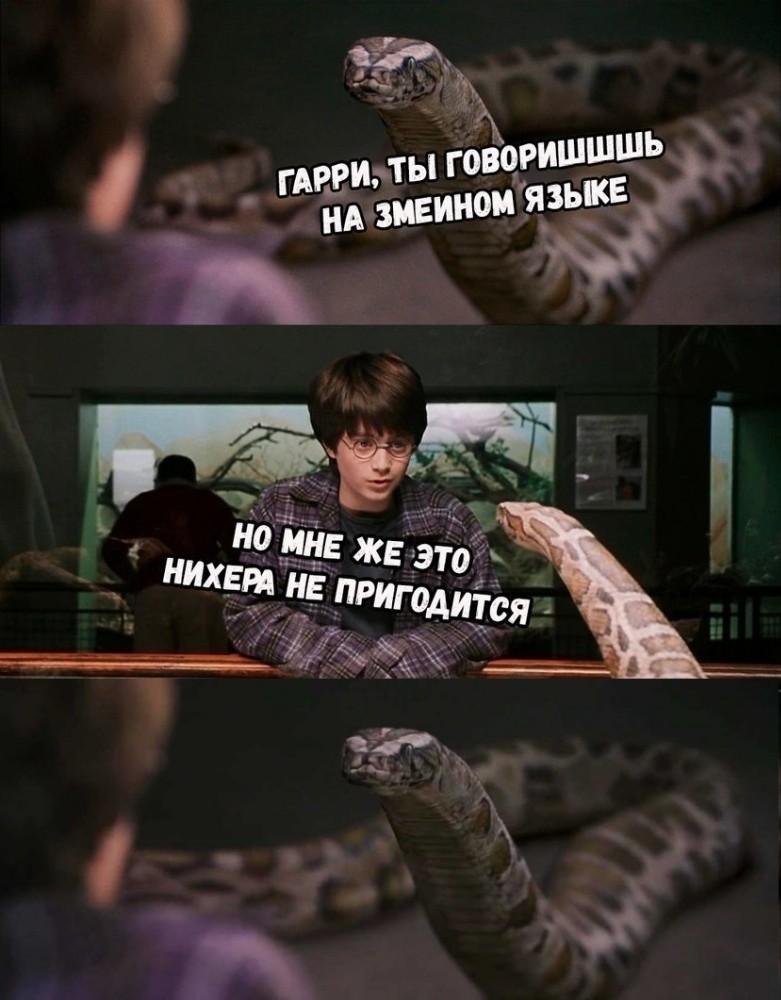 ГАРРИ, ТЫ ГОВОРИШШШЬ
НА ЗМЕИНОМ ЯЗЫКЕ
НО МНЕ ЖЕ ЭТО
НИХЕРА НЕ ПРИГОДИТСЯ